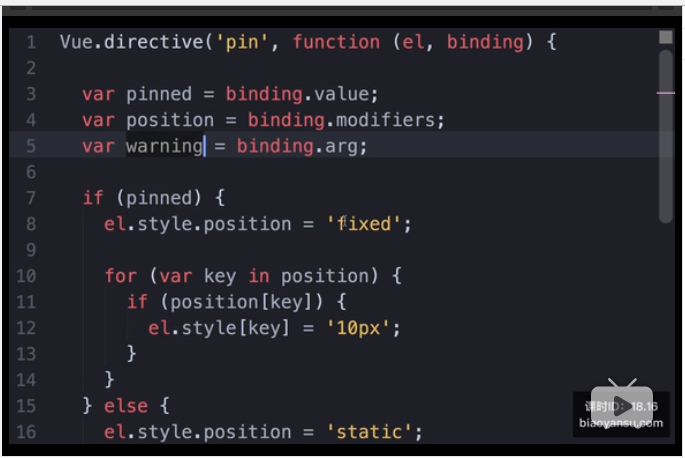 1 Vue.directive('pin', function (el, binding) {
2
3 var pinned = binding.value;
4 var position = binding.modifiers;
5 var warning = binding.arg;
6
7 if (pinned) {
8 el.style.position = 'fixed';
9
10 for (var key in position) {
11 if (position[key]) {
12 el.style[key] = '10px';
13 }
14 }
15 } else {
16 el.style.position = 'static';
课时ID: 18.16
biaoyansu.com